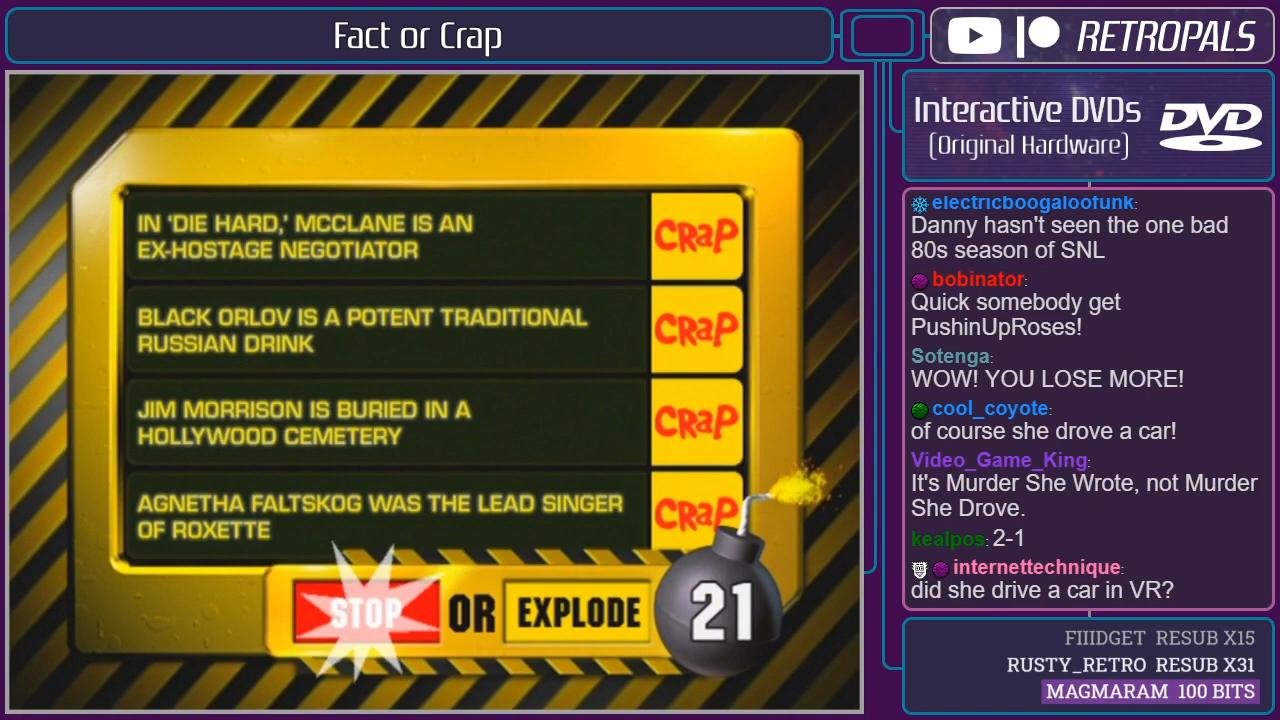 Fact or Crap
RETROPALS
Interactive DVDs
(Original Hardware)
DVD
IN 'DIE HARD,' MCCLANE IS AN
EX-HOSTAGE NEGOTIATOR
CRaP
BLACK ORLOV IS A POTENT TRADITIONAL
RUSSIAN DRINK
CRaP
JIM MORRISON IS BURIED IN A
HOLLYWOOD CEMETERY
CRaP
AGNETHA FALTSKOG WAS THE LEAD SINGER
OF ROXETTE
CRaP
STOP OR EXPLODE 21
electricboogaloofunk:
Danny hasn't seen the one bad
80s season of SNL
bobinator:
Quick somebody get
PushinUpRoses!
Sotenga:
WOW! YOU LOSE MORE!
cool_coyote:
of course she drove a car!
Video_Game_King:
It's Murder She Wrote, not Murder
She Drove.
kealpos: 2-1
internettechnique:
did she drive a car in VR?
FIIIDGET RESUB X15
RUSTY_RETRO RESUB X31
MAGMARAM 100 BITS